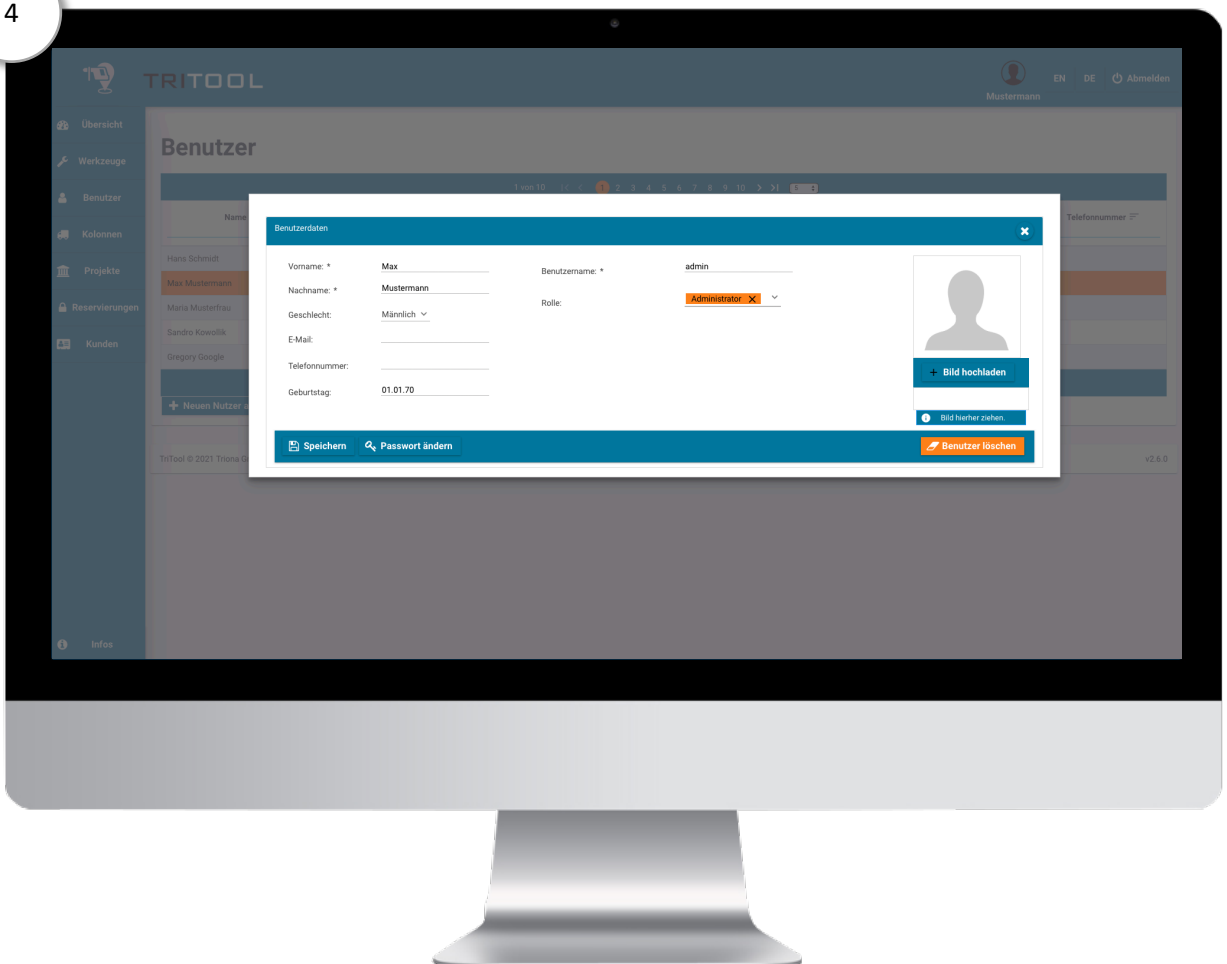 4
TRITOOL
Mustermann
EN DE Abmelden
Übersicht
Werkzeuge
Benutzer
Kolonnen
Projekte
Reservierungen
Kunden
Infos
Benutzer
1 von 10 1 2 3 4 5 6 7 8 9 10
Name
Telefonnummer
Hans Schmidt
Max Mustermann
Maria Musterfrau
Sandro Kowollik
Gregory Google
Neuen Nutzer
TriTool © 2021 Triona
v2.6.0
Benutzerdaten
Vorname: * Max
Nachname: * Mustermann
Geschlecht: Männlich
E-Mail:
Telefonnummer:
Geburtstag: 01.01.70
Benutzername: * admin
Rolle: Administrator
+ Bild hochladen
Bild hierher ziehen.
Speichern Passwort ändern
Benutzer löschen